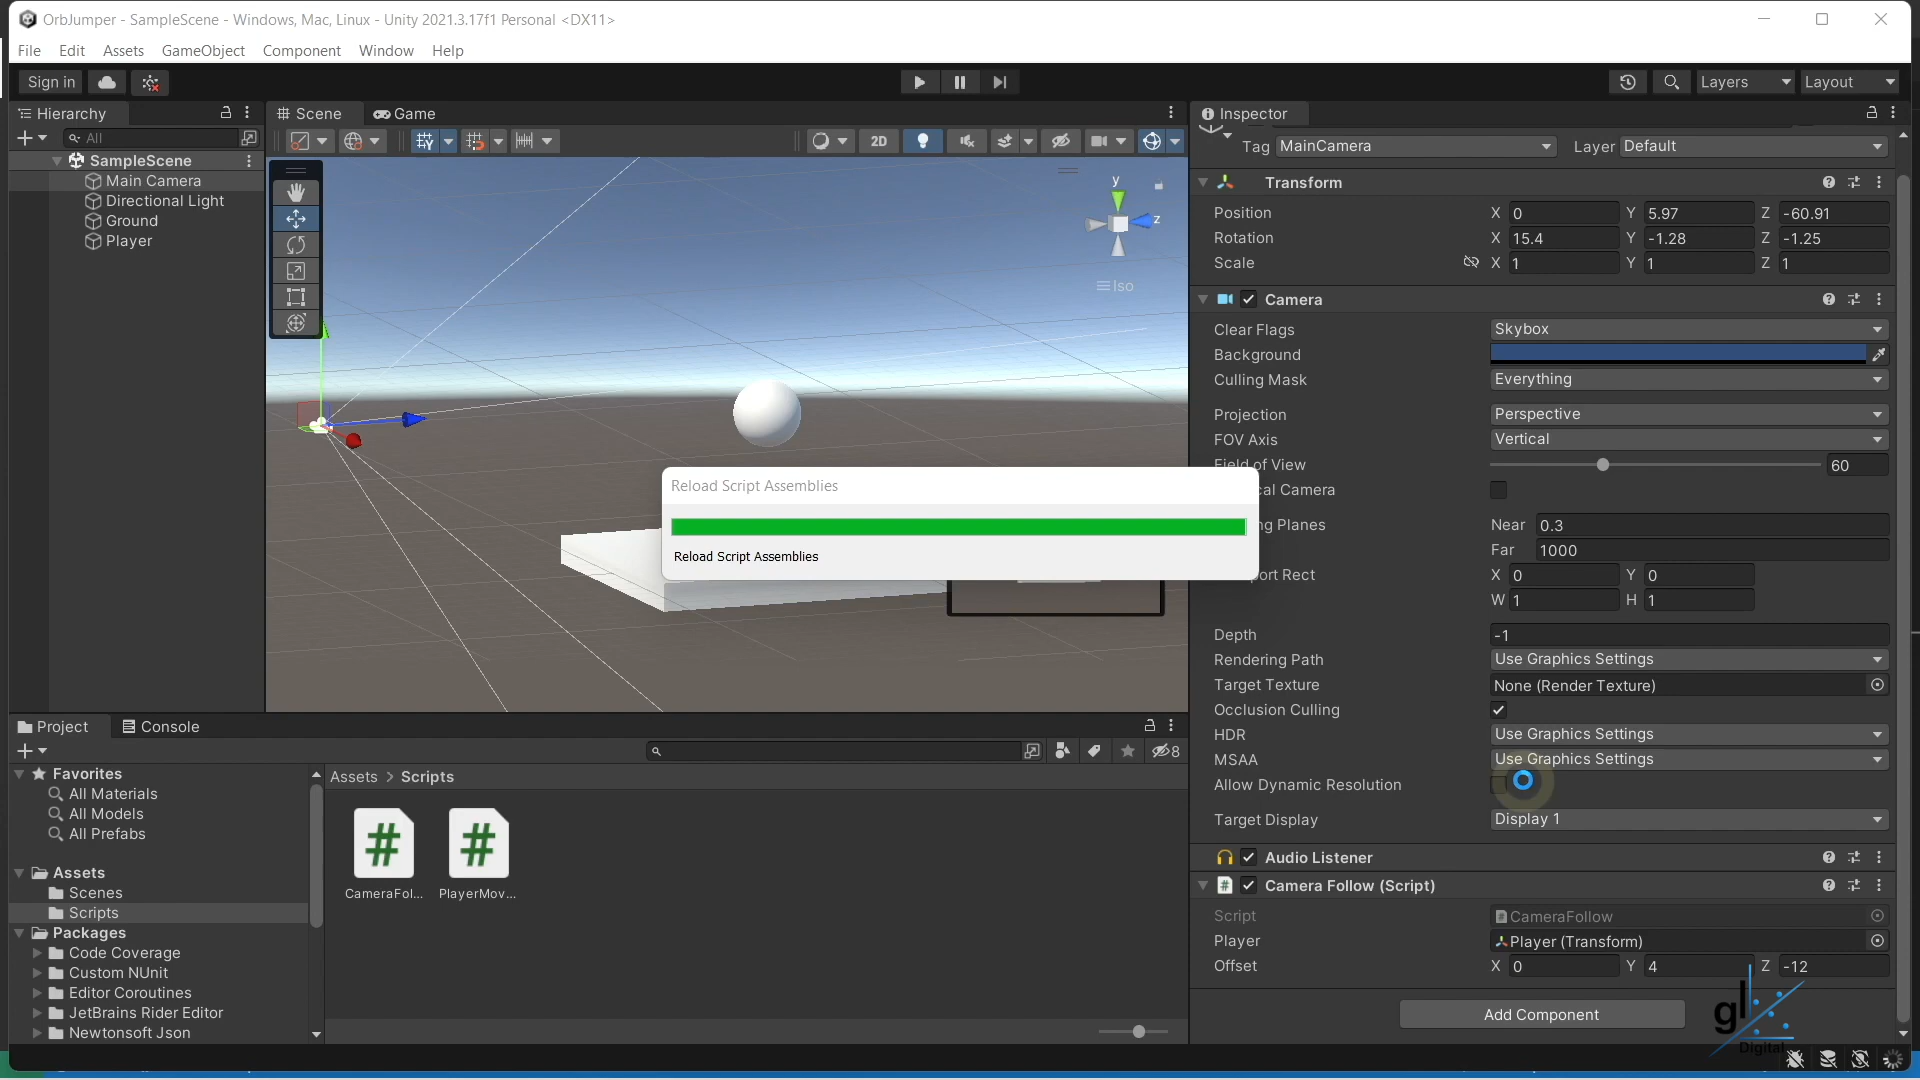 OrbJumper - SampleScene - Windows, Mac, Linux - Unity 2021.3.17f1 Personal <DX11>
File Edit Assets GameObject Component Window Help
Sign in
Layers
Layout
Hierarchy
All
SampleScene
Main Camera
Directional Light
Ground
Player
Scene
Game
2D
y
z
Iso
Reload Script Assemblies
Reload Script Assemblies
Inspector
Tag MainCamera Layer Default
Transform
Position X 0 Y 5.97 Z -60.91
Rotation X 15.4 Y -1.28 Z -1.25
Scale X 1 Y 1 Z 1
Camera
Clear Flags Skybox
Background
Culling Mask Everything
Projection Perspective
FOV Axis Vertical
Field of View 60
cal Camera
ng Planes Near 0.3
Far 1000
port Rect X 0 Y 0
W 1 H 1
Depth -1
Rendering Path Use Graphics Settings
Target Texture None (Render Texture)
Occlusion Culling
HDR Use Graphics Settings
MSAA Use Graphics Settings
Allow Dynamic Resolution
Target Display Display 1
Audio Listener
Camera Follow (Script)
Script CameraFollow
Player Player (Transform)
Offset X 0 Y 4 Z -12
Add Component
gl
Digital
Project
Console
8
Favorites
All Materials
All Models
All Prefabs
Assets
Scenes
Scripts
Packages
Code Coverage
Custom NUnit
Editor Coroutines
JetBrains Rider Editor
Newtonsoft Json
Assets > Scripts
# #
CameraFol... PlayerMov...